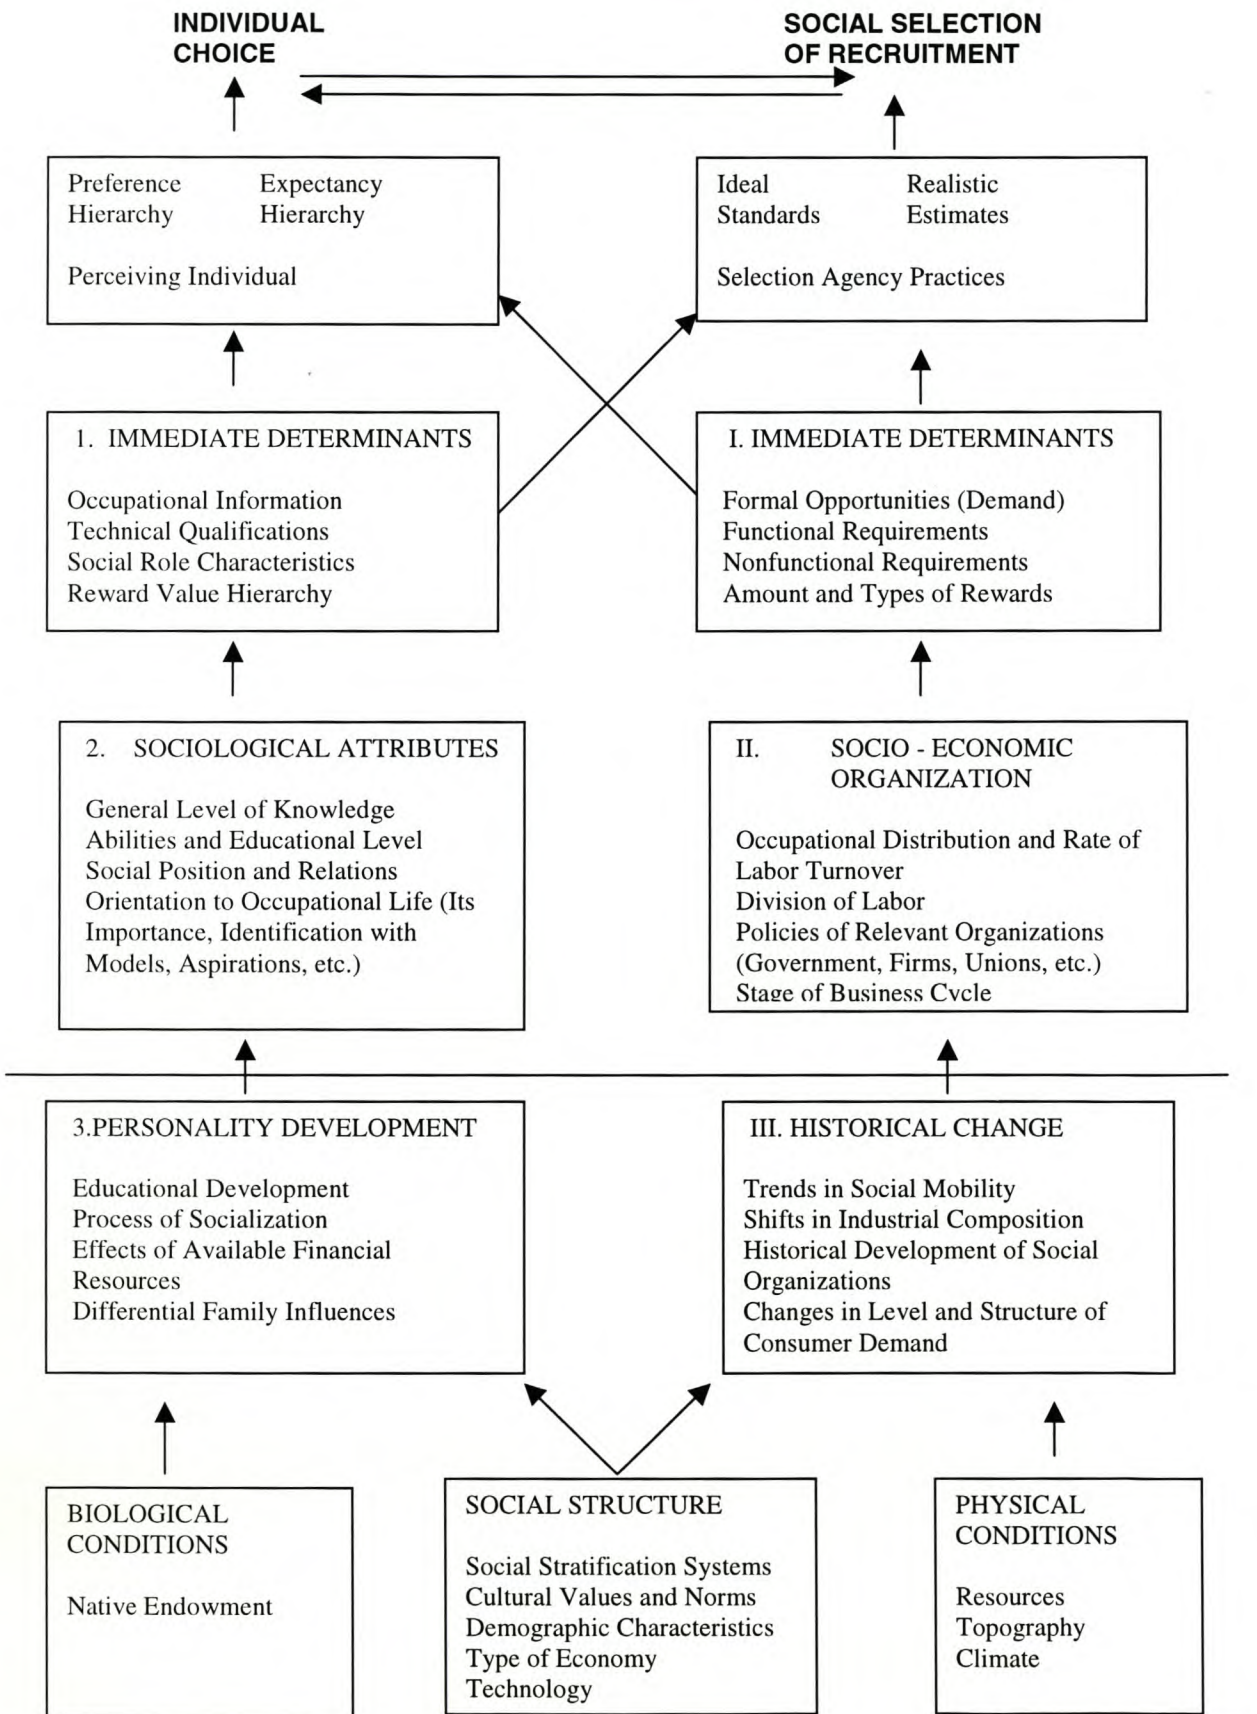 INDIVIDUAL
CHOICE
SOCIAL SELECTION
OF RECRUITMENT
Preference Expectancy
Hierarchy Hierarchy
Perceiving Individual
Ideal Realistic
Standards Estimates
Selection Agency Practices
1. IMMEDIATE DETERMINANTS
Occupational Information
Technical Qualifications
Social Role Characteristics
Reward Value Hierarchy
I. IMMEDIATE DETERMINANTS
Formal Opportunities (Demand)
Functional Requirements
Nonfunctional Requirements
Amount and Types of Rewards
2. SOCIOLOGICAL ATTRIBUTES
General Level of Knowledge
Abilities and Educational Level
Social Position and Relations
Orientation to Occupational Life (Its
Importance, Identification with
Models, Aspirations, etc.)
II. SOCIO - ECONOMIC
ORGANIZATION
Occupational Distribution and Rate of
Labor Turnover
Division of Labor
Policies of Relevant Organizations
(Government, Firms, Unions, etc.)
Stage of Business Cycle
3.PERSONALITY DEVELOPMENT
Educational Development
Process of Socialization
Effects of Available Financial
Resources
Differential Family Influences
III. HISTORICAL CHANGE
Trends in Social Mobility
Shifts in Industrial Composition
Historical Development of Social
Organizations
Changes in Level and Structure of
Consumer Demand
BIOLOGICAL
CONDITIONS
Native Endowment
SOCIAL STRUCTURE
Social Stratification Systems
Cultural Values and Norms
Demographic Characteristics
Type of Economy
Technology
PHYSICAL
CONDITIONS
Resources
Topography
Climate